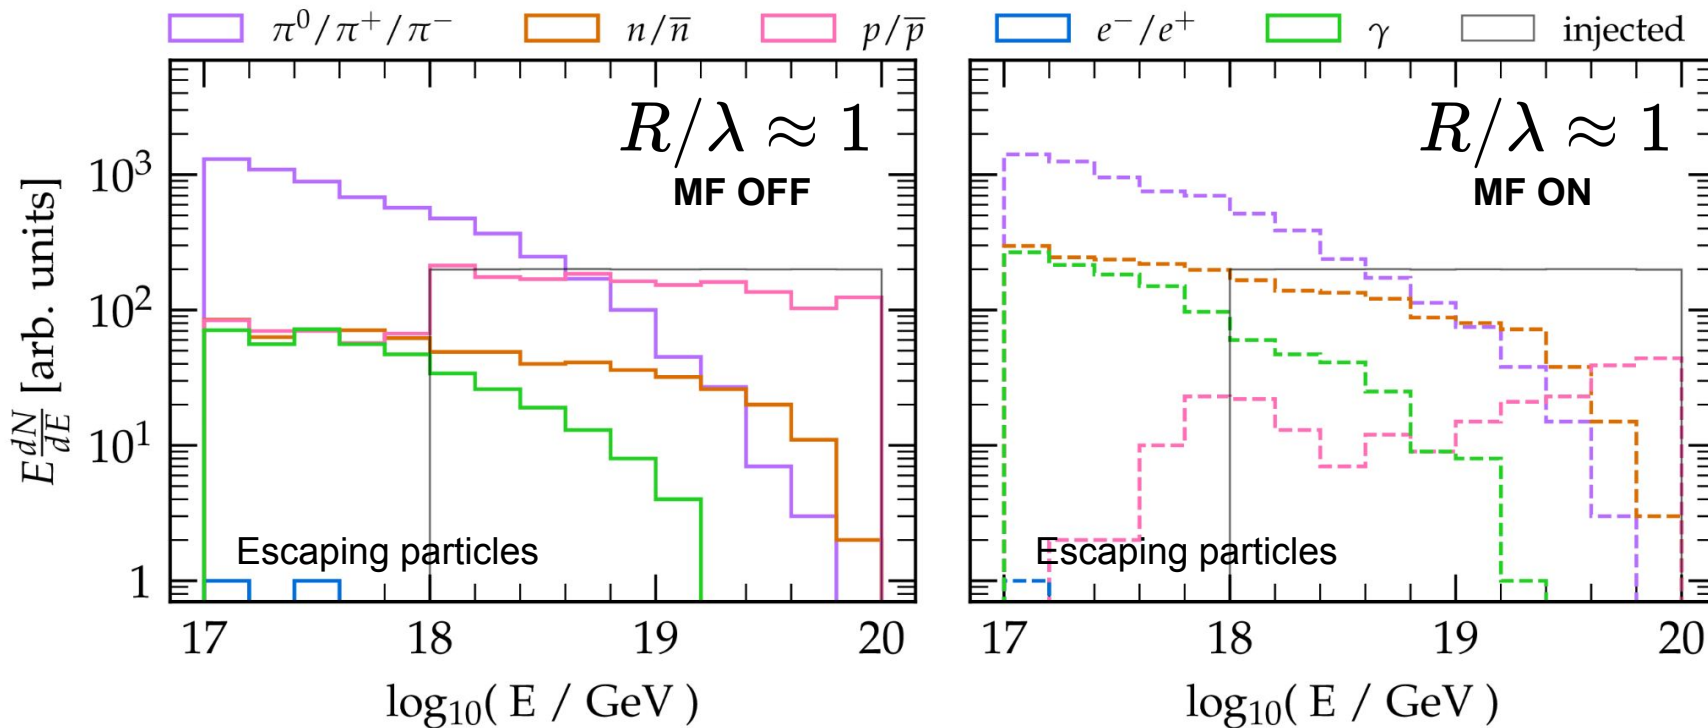 π⁰/π⁺/π⁻ n/n̅ p/p̅ e⁻/e⁺ γ injected
R/λ ≈ 1
MF OFF
R/λ ≈ 1
MF ON
E dN/dE [arb. units]
10³
10²
10¹
1
Escaping particles
Escaping particles
17 18 19 20
17 18 19 20
log₁₀( E / GeV )
log₁₀( E / GeV )